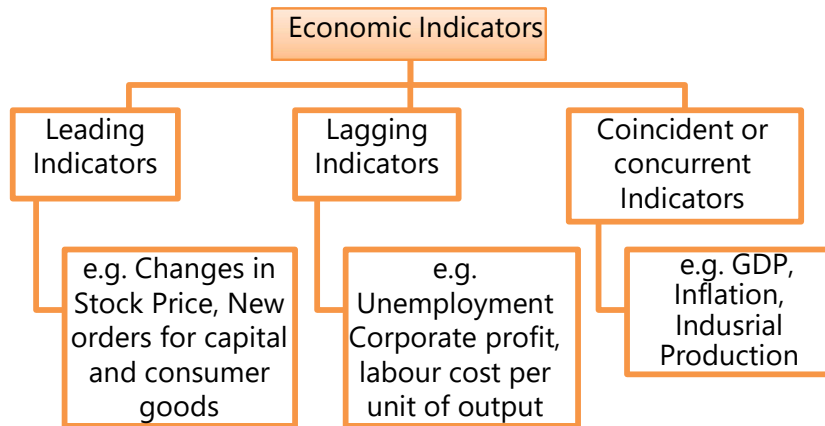 Economic Indicators
Leading
Indicators
e.g. Changes in
Stock Price, New
orders for capital
and consumer
goods
Lagging
Indicators
e.g.
Unemployment
Corporate profit,
labour cost per
unit of output
Coincident or
concurrent
Indicators
e.g. GDP,
Inflation,
Indusrial
Production